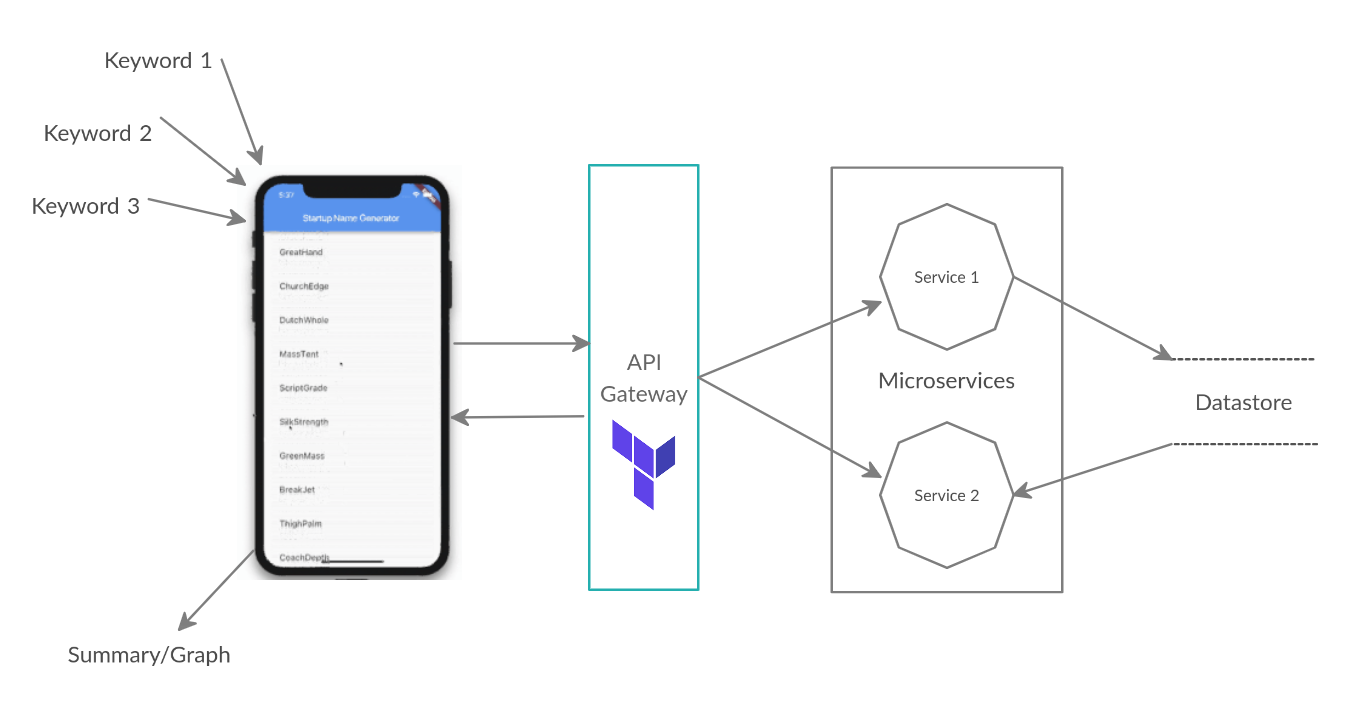 Keyword 1
Keyword 2
Keyword 3
5:37
Startup Name Generator
GreatHand
ChurchEdge
DutchWhole
MassTent
ScriptGrade
SilkStrength
GreenMass
BreakJet
ThighPalm
CoachDepth
Summary/Graph
API
Gateway
Service 1
Microservices
Service 2
Datastore